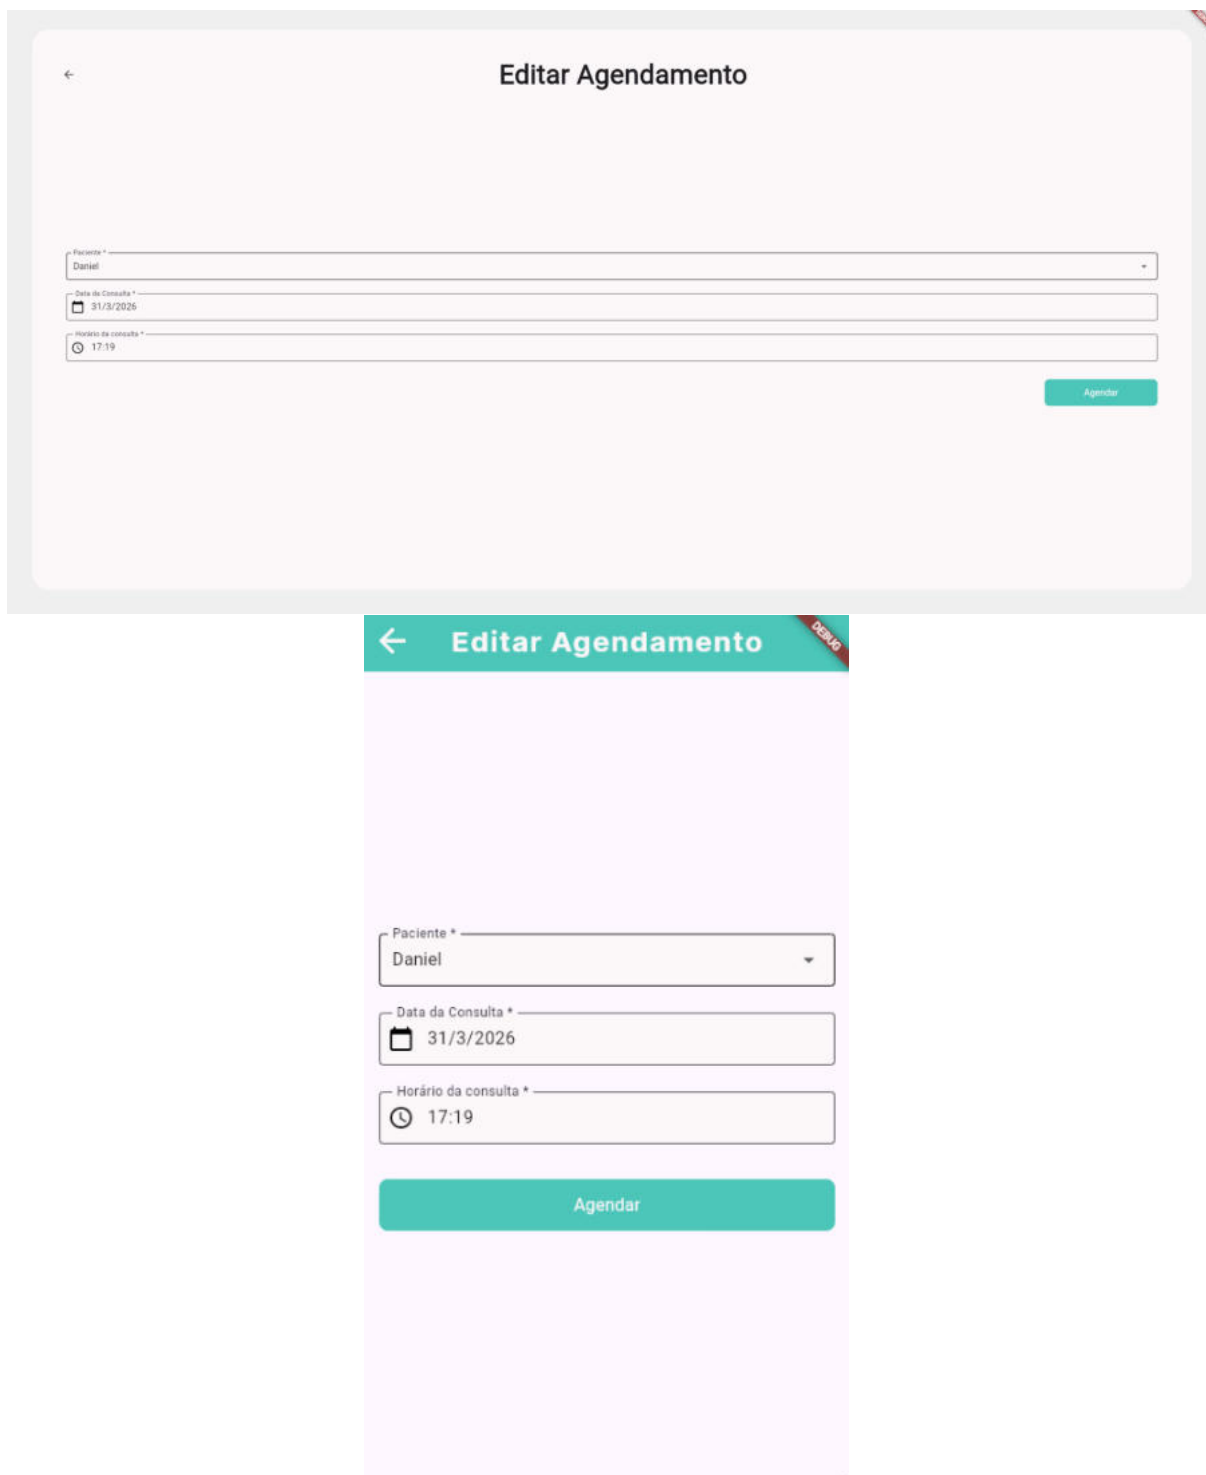 Editar Agendamento
Paciente *
Daniel
Data da Consulta *
31/3/2026
Horário da consulta *
17:19
Agendar
Editar Agendamento
DEBUG
Paciente *
Daniel
Data da Consulta *
31/3/2026
Horário da consulta *
17:19
Agendar